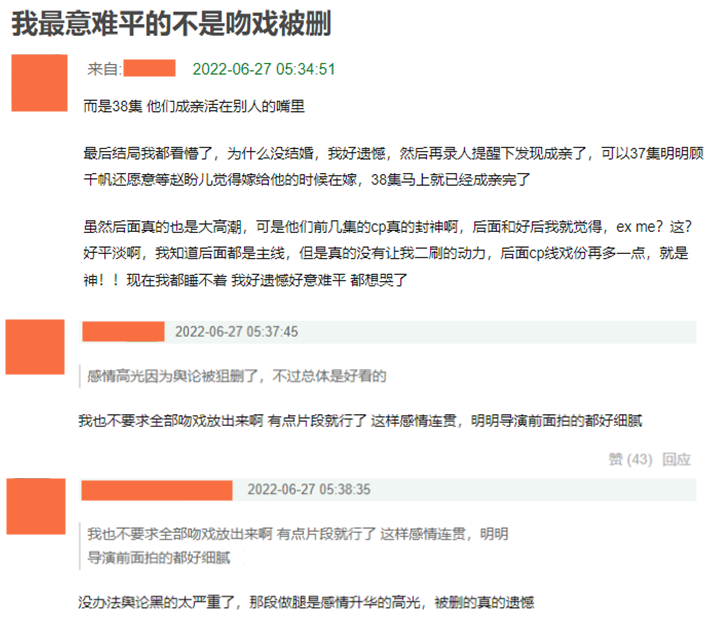 我最意难平的不是吻戏被删
来自: 2022-06-27 05:34:51
而是38集 他们成亲活在别人的嘴里
最后结局我都看懵了，为什么没结婚，我好遗憾，然后再录人提醒下发现成亲了，可以37集明明顾
千帆还愿意等赵盼儿觉得嫁给他的时候在嫁，38集马上就已经成亲完了
虽然后面真的也是大高潮，可是他们前几集的cp真的封神啊，后面和好后我就觉得，ex me？这？
好平淡啊，我知道后面都是主线，但是真的没有让我二刷的动力，后面cp线戏份再多一点，就是
神！！现在我都睡不着 我好遗憾好意难平 都想哭了
2022-06-27 05:37:45
感情高光因为舆论被狙删了，不过总体是好看的
我也不要求全部吻戏放出来啊 有点片段就行了 这样感情连贯，明明导演前面拍的都好细腻
赞 (43) 回应
2022-06-27 05:38:35
我也不要求全部吻戏放出来啊 有点片段就行了 这样感情连贯，明明
导演前面拍的都好细腻
没办法舆论黑的太严重了，那段做腿是感情升华的高光，被删的真的遗憾